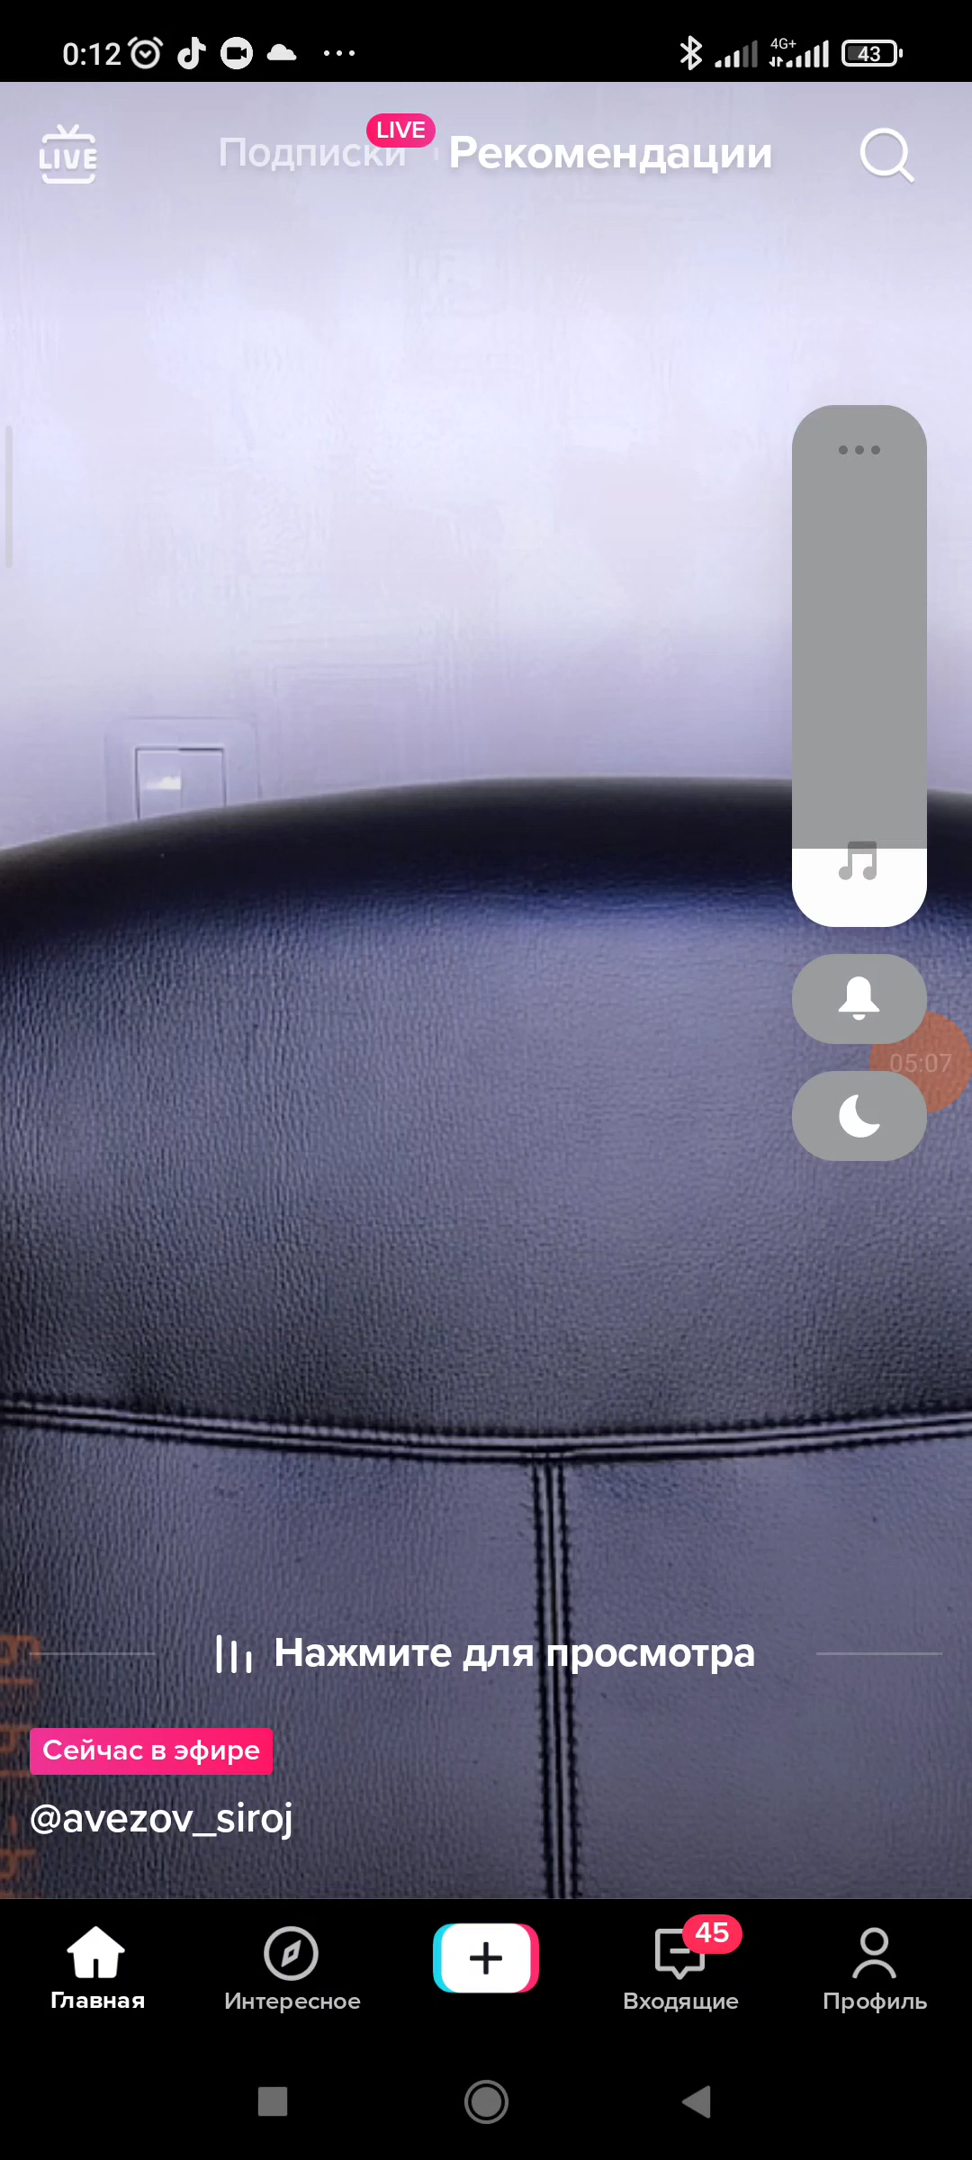 0:12
4G+
43
LIVE
Подписки
LIVE
Рекомендации
05:07
Нажмите для просмотра
Сейчас в эфире
@avezov_siroj
45
Главная
Интересное
Входящие
Профиль